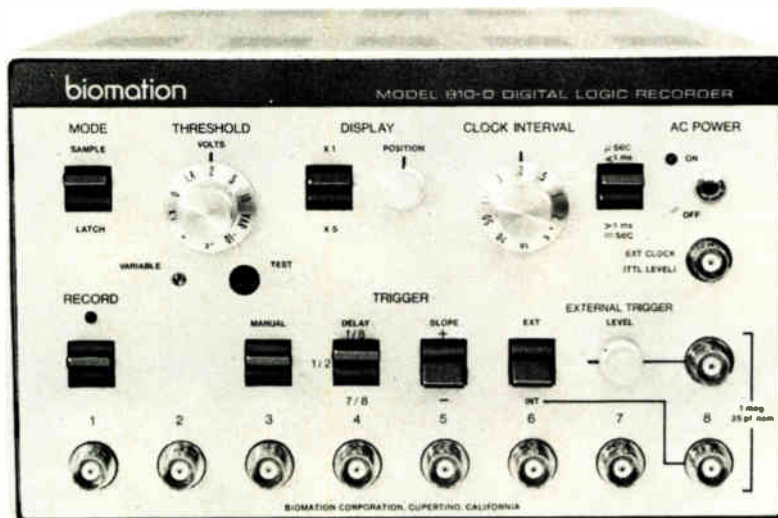 biomation
MODEL 810-D DIGITAL LOGIC RECORDER
MODE
THRESHOLD
DISPLAY
CLOCK INTERVAL
AC POWER
SAMPLE
VOLTS
X 1
POSITION
μ SEC
≤1 ms
ON
LATCH
X 5
>1 ms
m SEC
OFF
EXT CLOCK
(TTL LEVEL)
VARIABLE
TEST
RECORD
TRIGGER
EXTERNAL TRIGGER
MANUAL
DELAY
SLOPE
EXT
LEVEL
1/8
+
1/2
7/8
−
INT
1 meg
35 pf nom
1 2 3 4 5 6 7 8
BIOMATION CORPORATION, CUPERTINO, CALIFORNIA